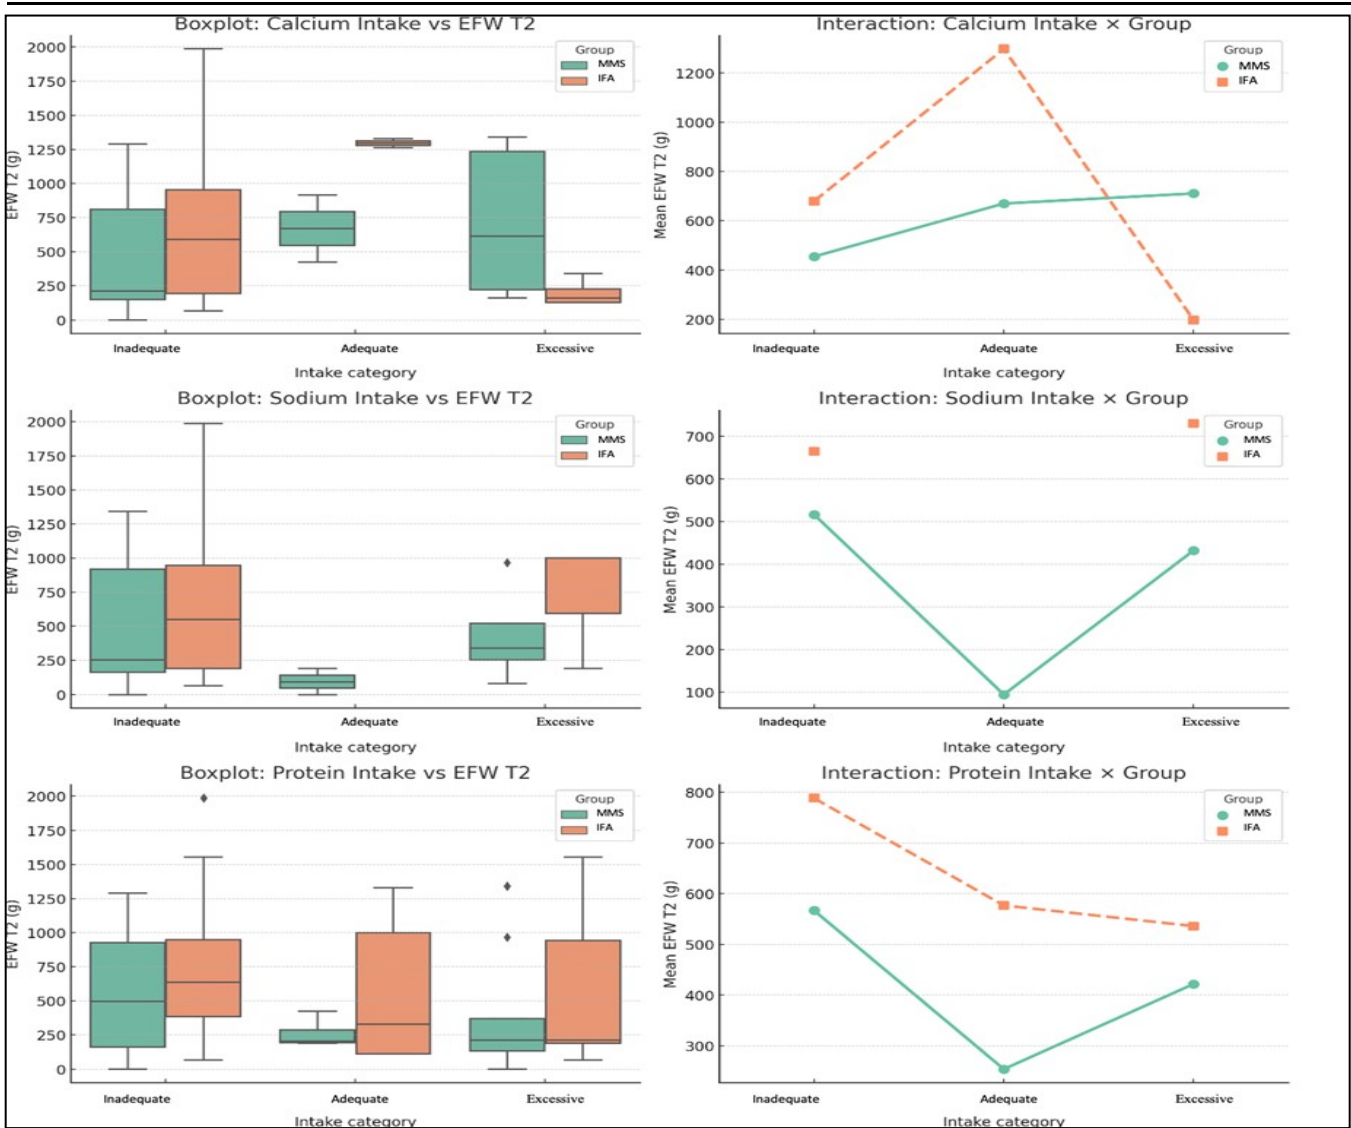 Boxplot: Calcium Intake vs EFW T2
Group
MMS
IFA
2000
1750
1500
1250
1000
750
500
250
0
EFW T2 (g)
Inadequate Adequate Excessive
Intake category
Interaction: Calcium Intake × Group
Group
MMS
IFA
1200
1000
800
600
400
200
Mean EFW T2 (g)
Inadequate Adequate Excessive
Intake category
Boxplot: Sodium Intake vs EFW T2
Group
MMS
IFA
2000
1750
1500
1250
1000
750
500
250
0
EFW T2 (g)
Inadequate Adequate Excessive
Intake category
Interaction: Sodium Intake × Group
Group
MMS
IFA
700
600
500
400
300
200
100
Mean EFW T2 (g)
Inadequate Adequate Excessive
Intake category
Boxplot: Protein Intake vs EFW T2
Group
MMS
IFA
2000
1750
1500
1250
1000
750
500
250
0
EFW T2 (g)
Inadequate Adequate Excessive
Intake category
Interaction: Protein Intake × Group
Group
MMS
IFA
800
700
600
500
400
300
Mean EFW T2 (g)
Inadequate Adequate Excessive
Intake category